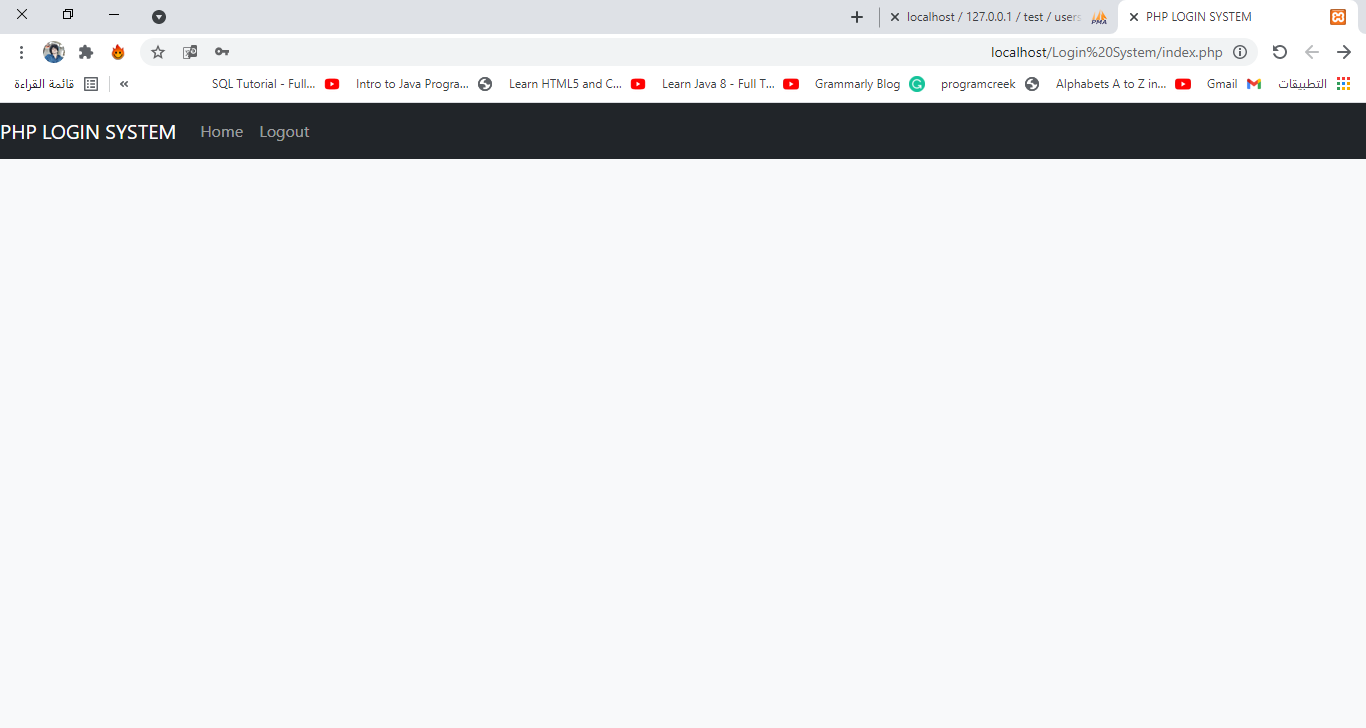 localhost / 127.0.0.1 / test / users
PMA
PHP LOGIN SYSTEM
localhost/Login%20System/index.php
قائمة القراءة
«
SQL Tutorial - Full...
Intro to Java Progra...
Learn HTML5 and C...
Learn Java 8 - Full T...
Grammarly Blog
programcreek
Alphabets A to Z in...
Gmail
التطبيقات
PHP LOGIN SYSTEM Home Logout